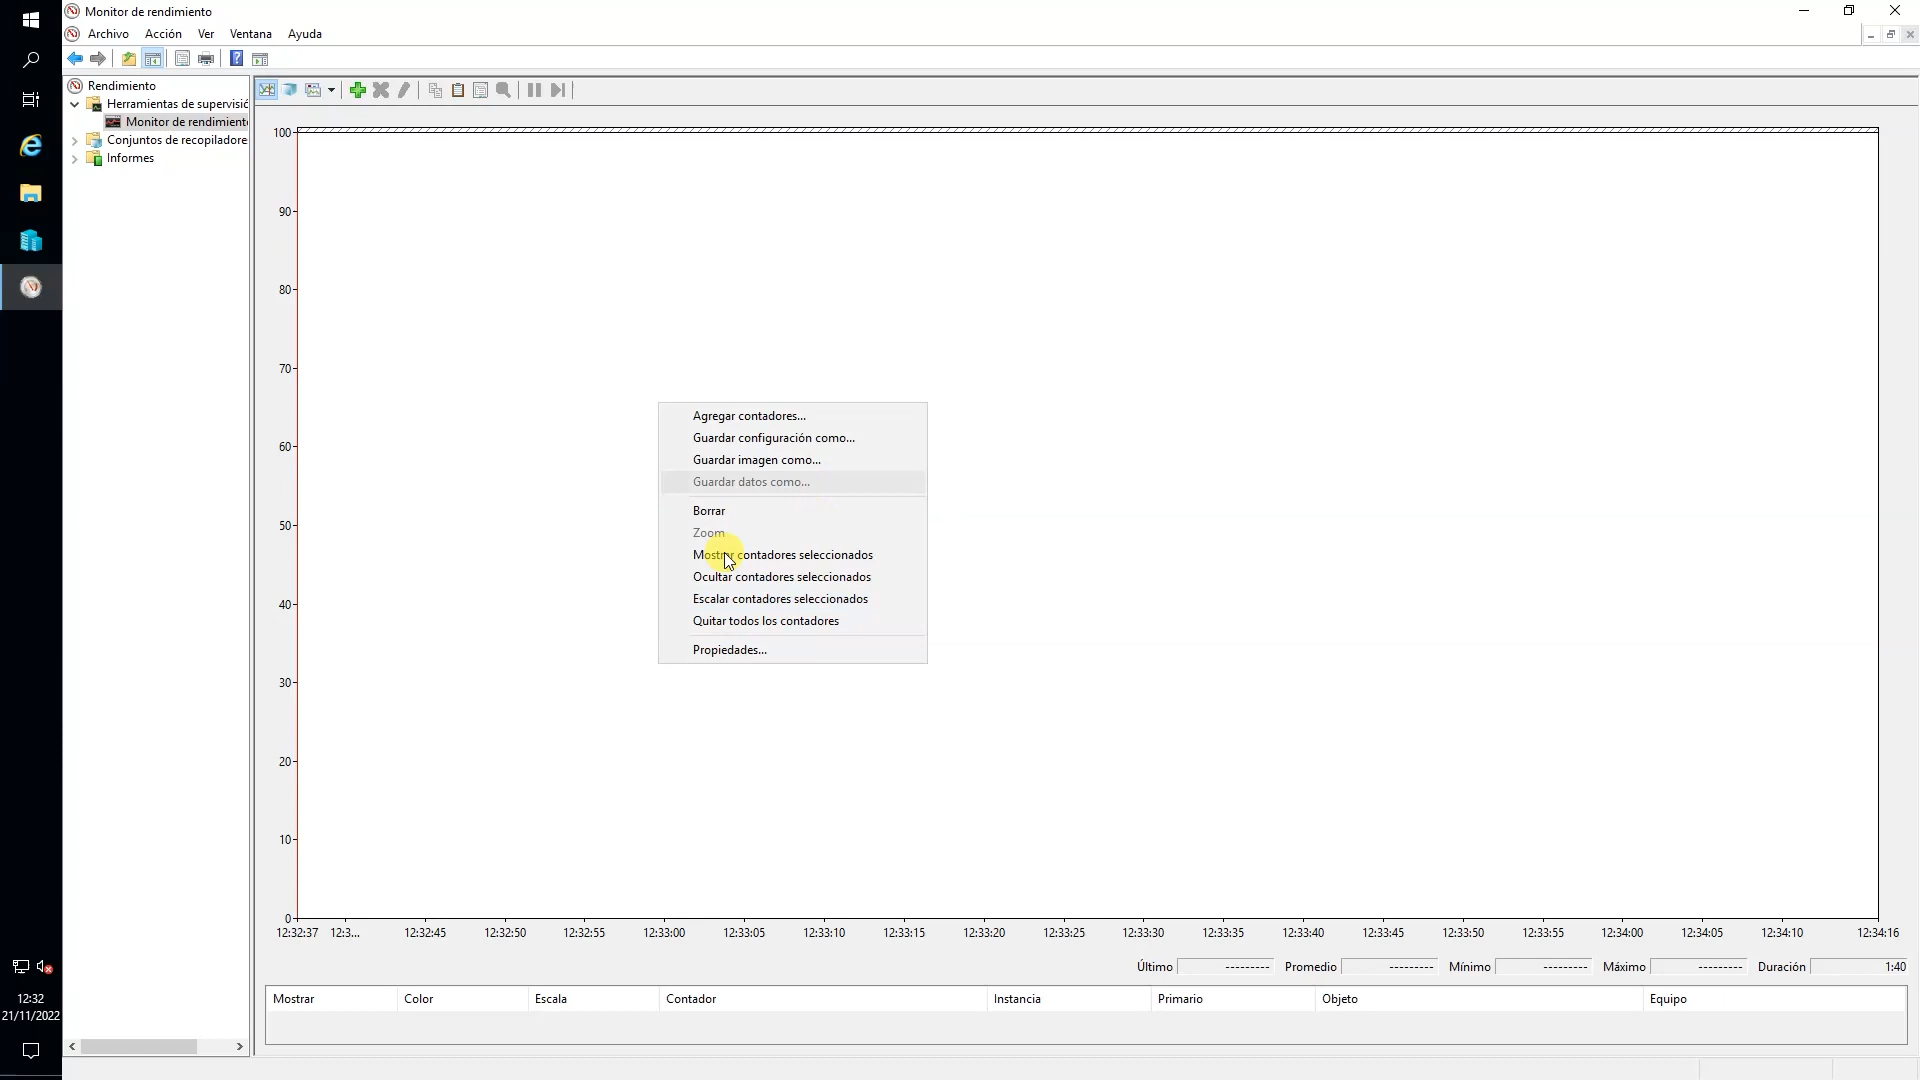 Monitor de rendimiento
Archivo Acción Ver Ventana Ayuda
Rendimiento
Herramientas de supervisió
Monitor de rendimiento
Conjuntos de recopiladore
Informes
100
90
80
70
60
50
40
30
20
10
0
Agregar contadores...
Guardar configuración como...
Guardar imagen como...
Guardar datos como...
Borrar
Zoom
Mostrar contadores seleccionados
Ocultar contadores seleccionados
Escalar contadores seleccionados
Quitar todos los contadores
Propiedades...
12:32:37 12:3... 12:32:45 12:32:50 12:32:55 12:33:00 12:33:05 12:33:10 12:33:15 12:33:20 12:33:25 12:33:30 12:33:35 12:33:40 12:33:45 12:33:50 12:33:55 12:34:00 12:34:05 12:34:10 12:34:16
Último --------- Promedio --------- Mínimo --------- Máximo --------- Duración 1:40
Mostrar Color Escala Contador Instancia Primario Objeto Equipo
12:32
21/11/2022